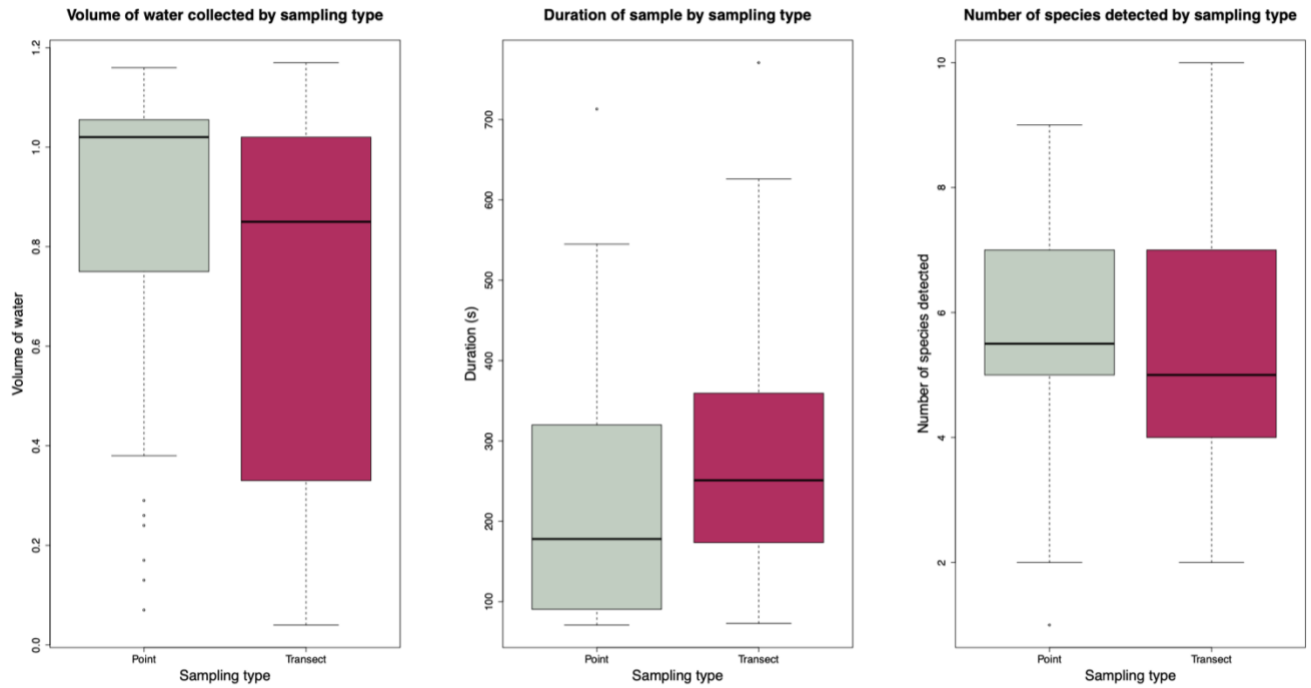 Volume of water collected by sampling type
Volume of water
0.0
0.2
0.4
0.6
0.8
1.0
1.2
Point
Transect
Sampling type
Duration of sample by sampling type
Duration (s)
100
200
300
400
500
600
700
Point
Transect
Sampling type
Number of species detected by sampling type
Number of species detected
2
4
6
8
10
Point
Transect
Sampling type